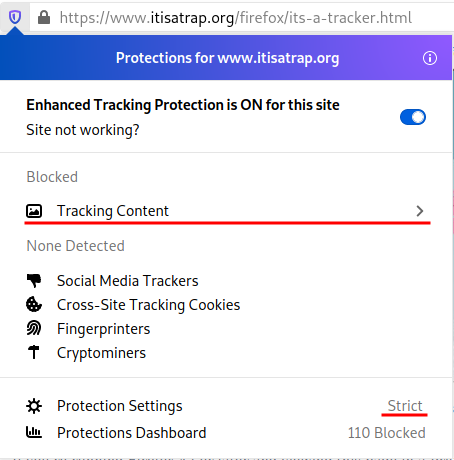 https://www.itisatrap.org/firefox/its-a-tracker.html
Protections for www.itisatrap.org
Enhanced Tracking Protection is ON for this site
Site not working?
Blocked
Tracking Content
None Detected
Social Media Trackers
Cross-Site Tracking Cookies
Fingerprinters
Cryptominers
Protection Settings Strict
Protections Dashboard 110 Blocked